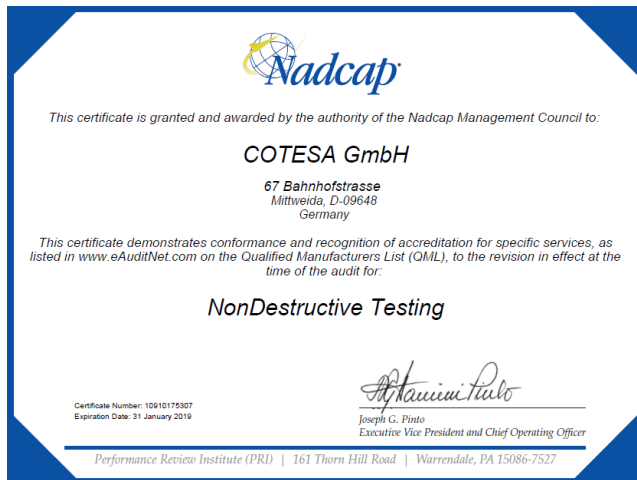 Nadcap
This certificate is granted and awarded by the authority of the Nadcap Management Council to:
COTESA GmbH
67 Bahnhofstrasse
Mittweida, D-09648
Germany
This certificate demonstrates conformance and recognition of accreditation for specific services, as
listed in www.eAuditNet.com on the Qualified Manufacturers List (QML), to the revision in effect at the
time of the audit for:
NonDestructive Testing
Certificate Number: 10910175307
Expiration Date: 31 January 2019
Joseph G. Pinto
Executive Vice President and Chief Operating Officer
Performance Review Institute (PRI) | 161 Thorn Hill Road | Warrendale, PA 15086-7527